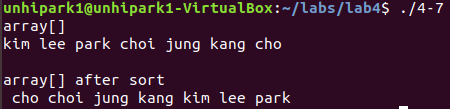 unhipark1@unhipark1-VirtualBox:~/labs/lab4$ ./4-7
array[]
kim lee park choi jung kang cho
array[] after sort
cho choi jung kang kim lee park